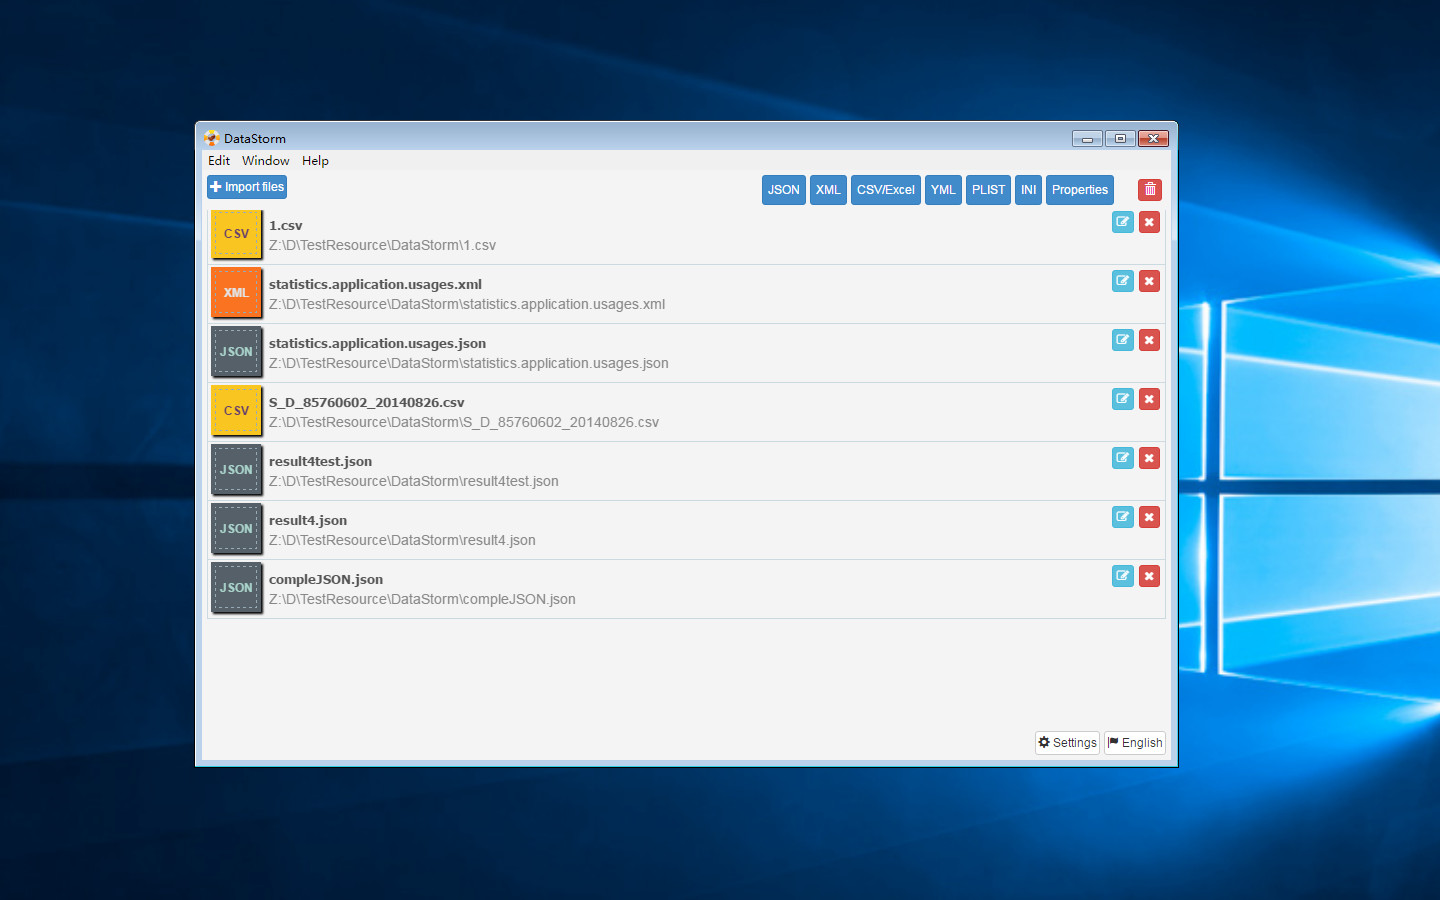 DataStorm
Edit Window Help
Import files
JSON XML CSV/Excel YML PLIST INI Properties
CSV
1.csv
Z:\D\TestResource\DataStorm\1.csv
XML
statistics.application.usages.xml
Z:\D\TestResource\DataStorm\statistics.application.usages.xml
JSON
statistics.application.usages.json
Z:\D\TestResource\DataStorm\statistics.application.usages.json
CSV
S_D_85760602_20140826.csv
Z:\D\TestResource\DataStorm\S_D_85760602_20140826.csv
JSON
result4test.json
Z:\D\TestResource\DataStorm\result4test.json
JSON
result4.json
Z:\D\TestResource\DataStorm\result4.json
JSON
compleJSON.json
Z:\D\TestResource\DataStorm\compleJSON.json
Settings English